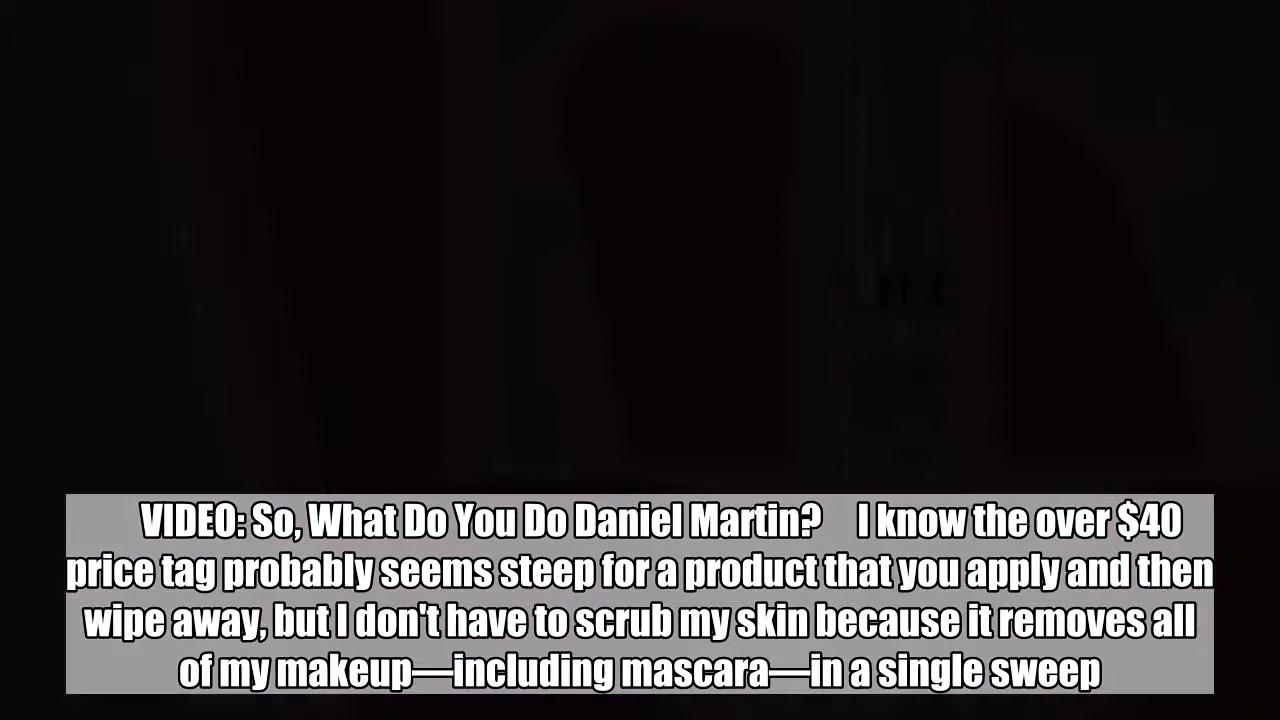 VIDEO: So, What Do You Do Daniel Martin? I know the over $40
price tag probably seems steep for a product that you apply and then
wipe away, but I don't have to scrub my skin because it removes all
of my makeup—including mascara—in a single sweep